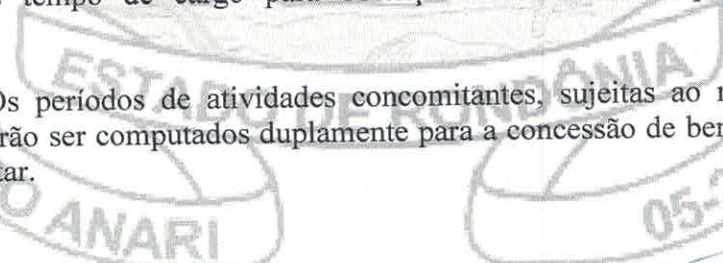 tempo de cargo para
ESTADO DE RONDÔNIA
Os períodos de atividades concomitantes, sujeitas ao
rão ser computados duplamente para a concessão de
tar.
O ANARI
05-